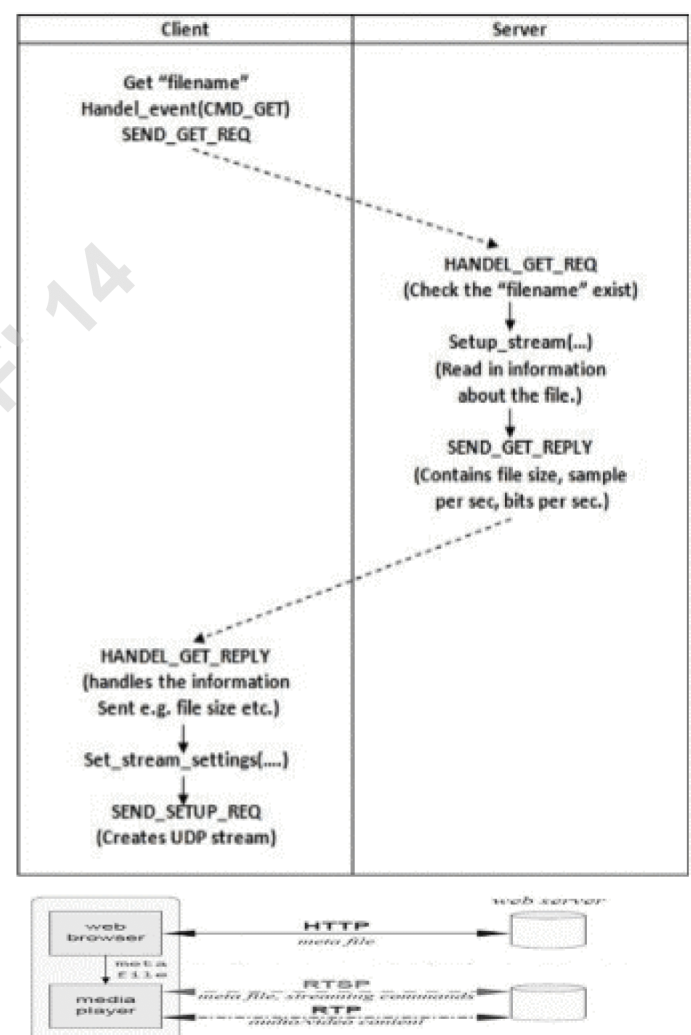 Client
Server
Get “filename”
Handel_event(CMD_GET)
SEND_GET_REQ
HANDEL_GET_REQ
(Check the “filename” exist)
Setup_stream(...)
(Read in information
about the file.)
SEND_GET_REPLY
(Contains file size, sample
per sec, bits per sec.)
HANDEL_GET_REPLY
(handles the information
Sent e.g. file size etc.)
Set_stream_settings(....)
SEND_SETUP_REQ
(Creates UDP stream)
web server
web
browser
HTTP
meta file
meta
file
media
player
RTSP
meta file, streaming commands
RTP
audio/video content
14